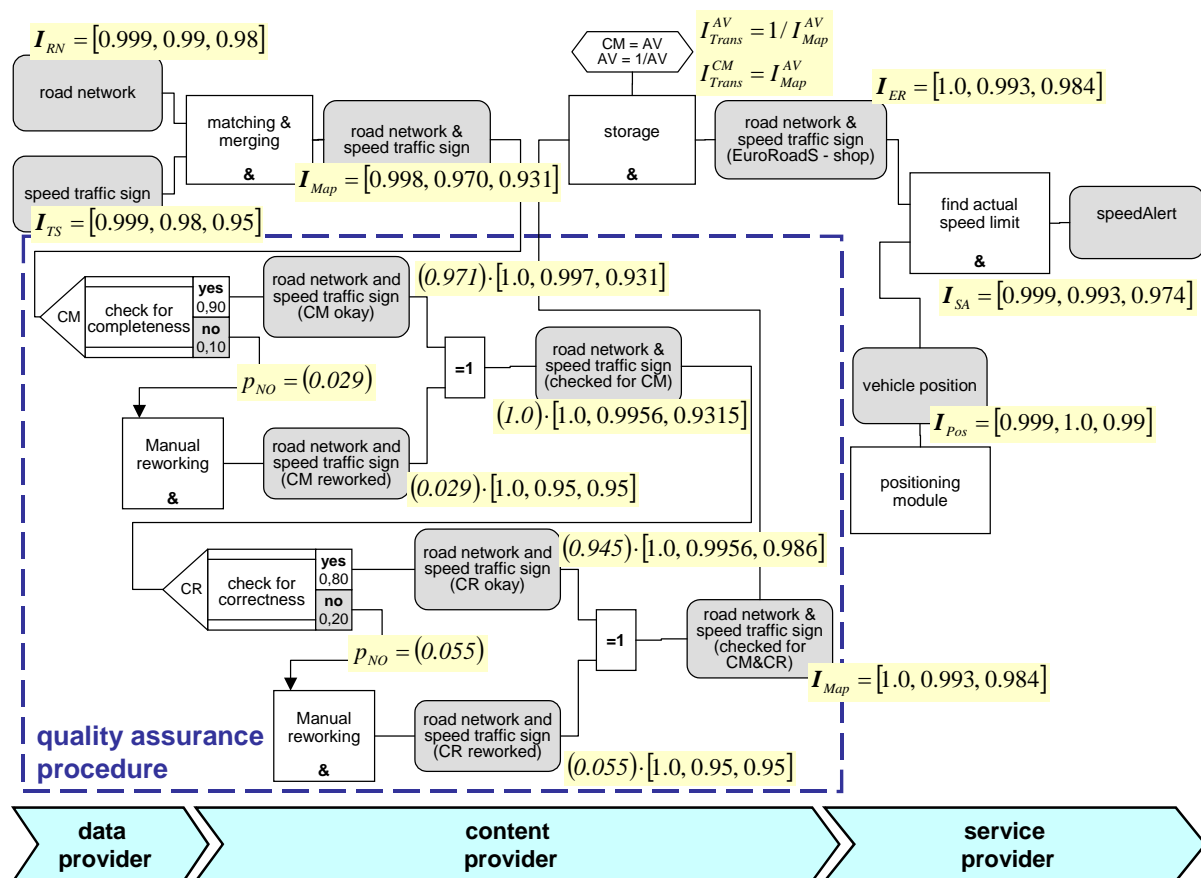 I_RN = [0.999, 0.99, 0.98]
road network
speed traffic sign
I_TS = [0.999, 0.98, 0.95]
matching &
merging
&
road network &
speed traffic sign
I_Map = [0.998, 0.970, 0.931]
CM = AV
AV = 1/AV
I_Trans^AV = 1/ I_Map^AV
I_Trans^CM = I_Map^AV
storage
&
I_ER = [1.0, 0.993, 0.984]
road network &
speed traffic sign
(EuroRoadS - shop)
find actual
speed limit
&
speedAlert
I_SA = [0.999, 0.993, 0.974]
vehicle position
I_Pos = [0.999, 1.0, 0.99]
positioning
module
CM
check for
completeness
yes
0,90
no
0,10
road network and
speed traffic sign
(CM okay)
(0.971)·[1.0, 0.997, 0.931]
p_NO = (0.029)
=1
road network &
speed traffic sign
(checked for CM)
(1.0)·[1.0, 0.9956, 0.9315]
Manual
reworking
&
road network and
speed traffic sign
(CM reworked)
(0.029)·[1.0, 0.95, 0.95]
CR
check for
correctness
yes
0,80
no
0,20
road network and
speed traffic sign
(CR okay)
(0.945)·[1.0, 0.9956, 0.986]
p_NO = (0.055)
=1
road network &
speed traffic sign
(checked for
CM&CR)
I_Map = [1.0, 0.993, 0.984]
Manual
reworking
&
road network and
speed traffic sign
(CR reworked)
(0.055)·[1.0, 0.95, 0.95]
quality assurance
procedure
data
provider
content
provider
service
provider